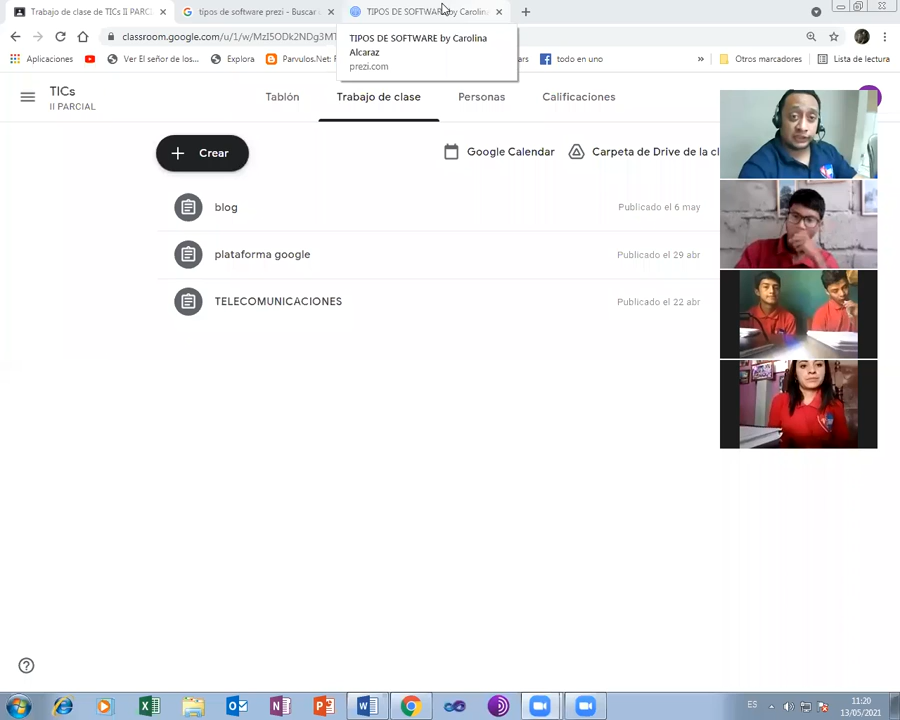 Trabajo de clase de TICs II PARCI
tipos de software prezi - Buscar
TIPOS DE SOFTWARE by Carolina
classroom.google.com/u/1/w/MzI5ODk2NDg3MT
TIPOS DE SOFTWARE by Carolina
Alcaraz
prezi.com
Aplicaciones
Ver El señor de los...
Explora
Parvulos.Net:
todo en uno
»
Otros marcadores
Lista de lectura
TICs
II PARCIAL
Tablón
Trabajo de clase
Personas
Calificaciones
Crear
Google Calendar
Carpeta de Drive de la cl
blog
Publicado el 6 may
plataforma google
Publicado el 29 abr
TELECOMUNICACIONES
Publicado el 22 abr
ES
11:20
13/05/2021